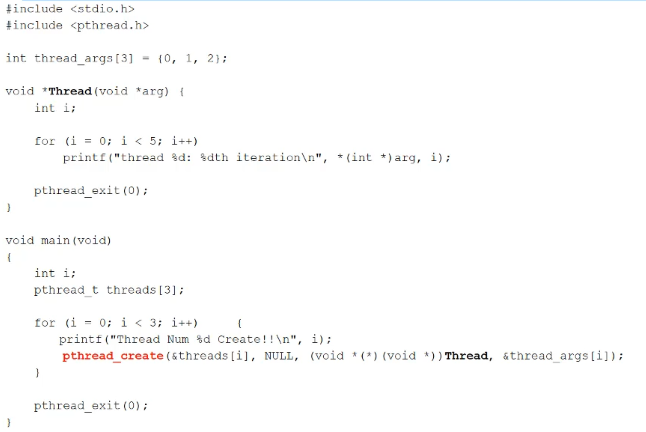 #include <stdio.h>
#include <pthread.h>
int thread_args[3] = {0, 1, 2};
void *Thread(void *arg) {
int i;
for (i = 0; i < 5; i++)
printf("thread %d: %dth iteration\n", *(int *)arg, i);
pthread_exit(0);
}
void main(void)
{
int i;
pthread_t threads[3];
for (i = 0; i < 3; i++) {
printf("Thread Num %d Create!!\n", i);
pthread_create(&threads[i], NULL, (void *(*)(void *))Thread, &thread_args[i]);
}
pthread_exit(0);
}